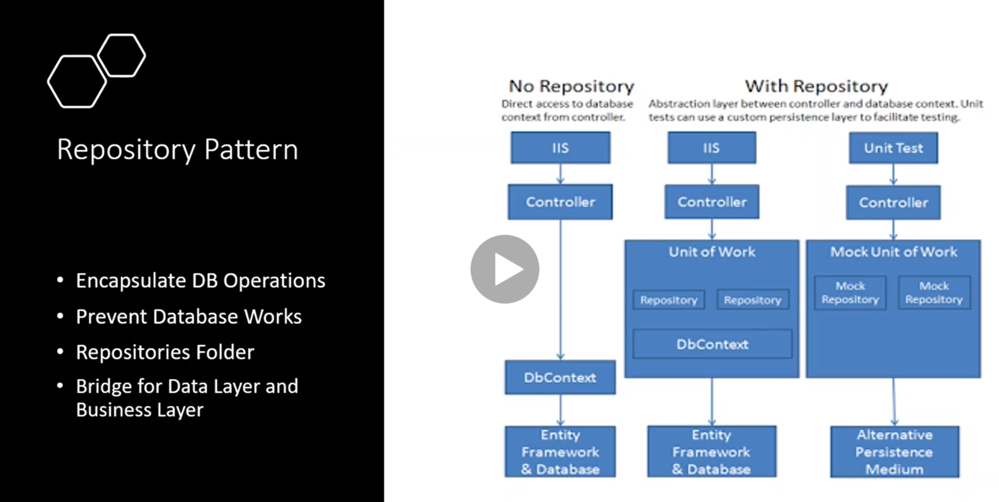 Repository Pattern
• Encapsulate DB Operations
• Prevent Database Works
• Repositories Folder
• Bridge for Data Layer and
Business Layer
No Repository
Direct access to database
context from controller.
IIS
Controller
DbContext
Entity
Framework
& Database
With Repository
Abstraction layer between controller and database context. Unit
tests can use a custom persistence layer to facilitate testing.
IIS
Controller
Unit of Work
Repository
Repository
DbContext
Entity
Framework
& Database
Unit Test
Controller
Mock Unit of Work
Mock
Repository
Mock
Repository
Alternative
Persistence
Medium